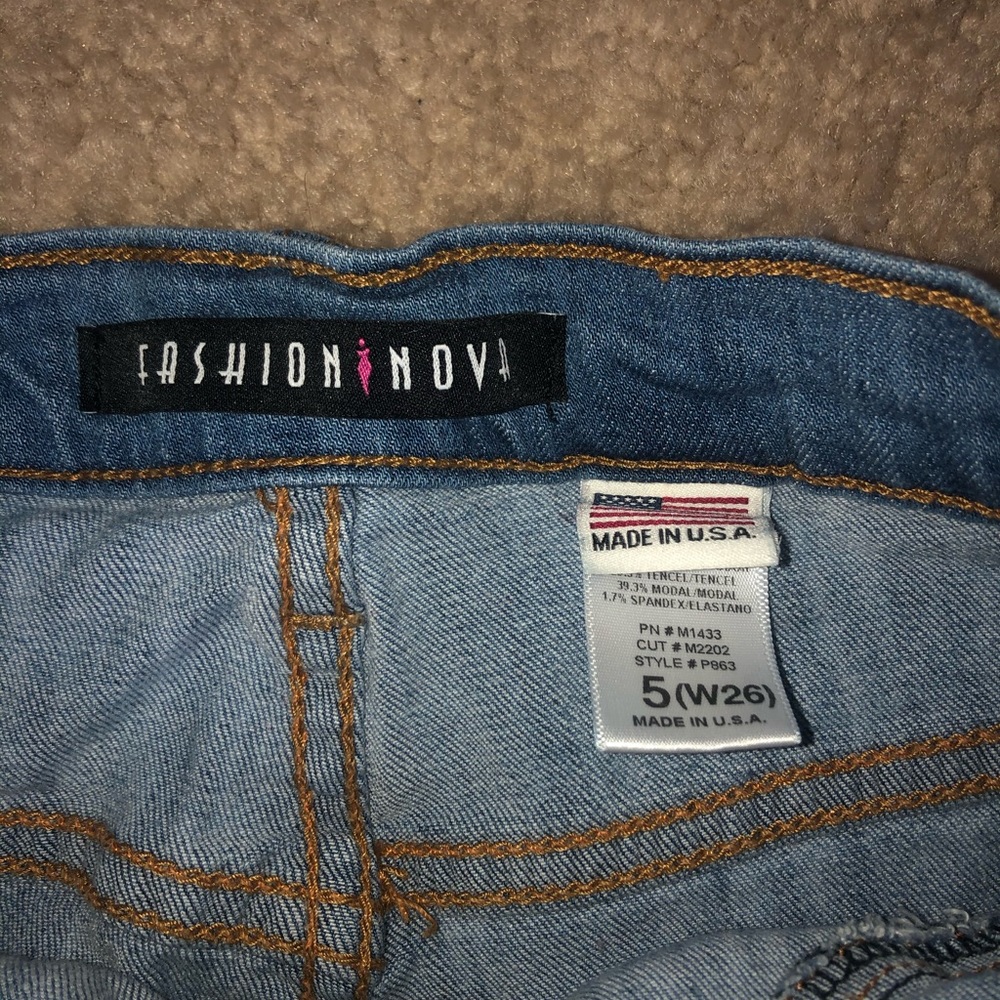 FASHION NOVA
MADE IN U.S.A.
TENCEL/TENCEL
39.3% MODAL/MODAL
1.7% SPANDEX/ELASTANO
PN # M1433
CUT # M2202
STYLE # P863
5 (W26)
MADE IN U.S.A.